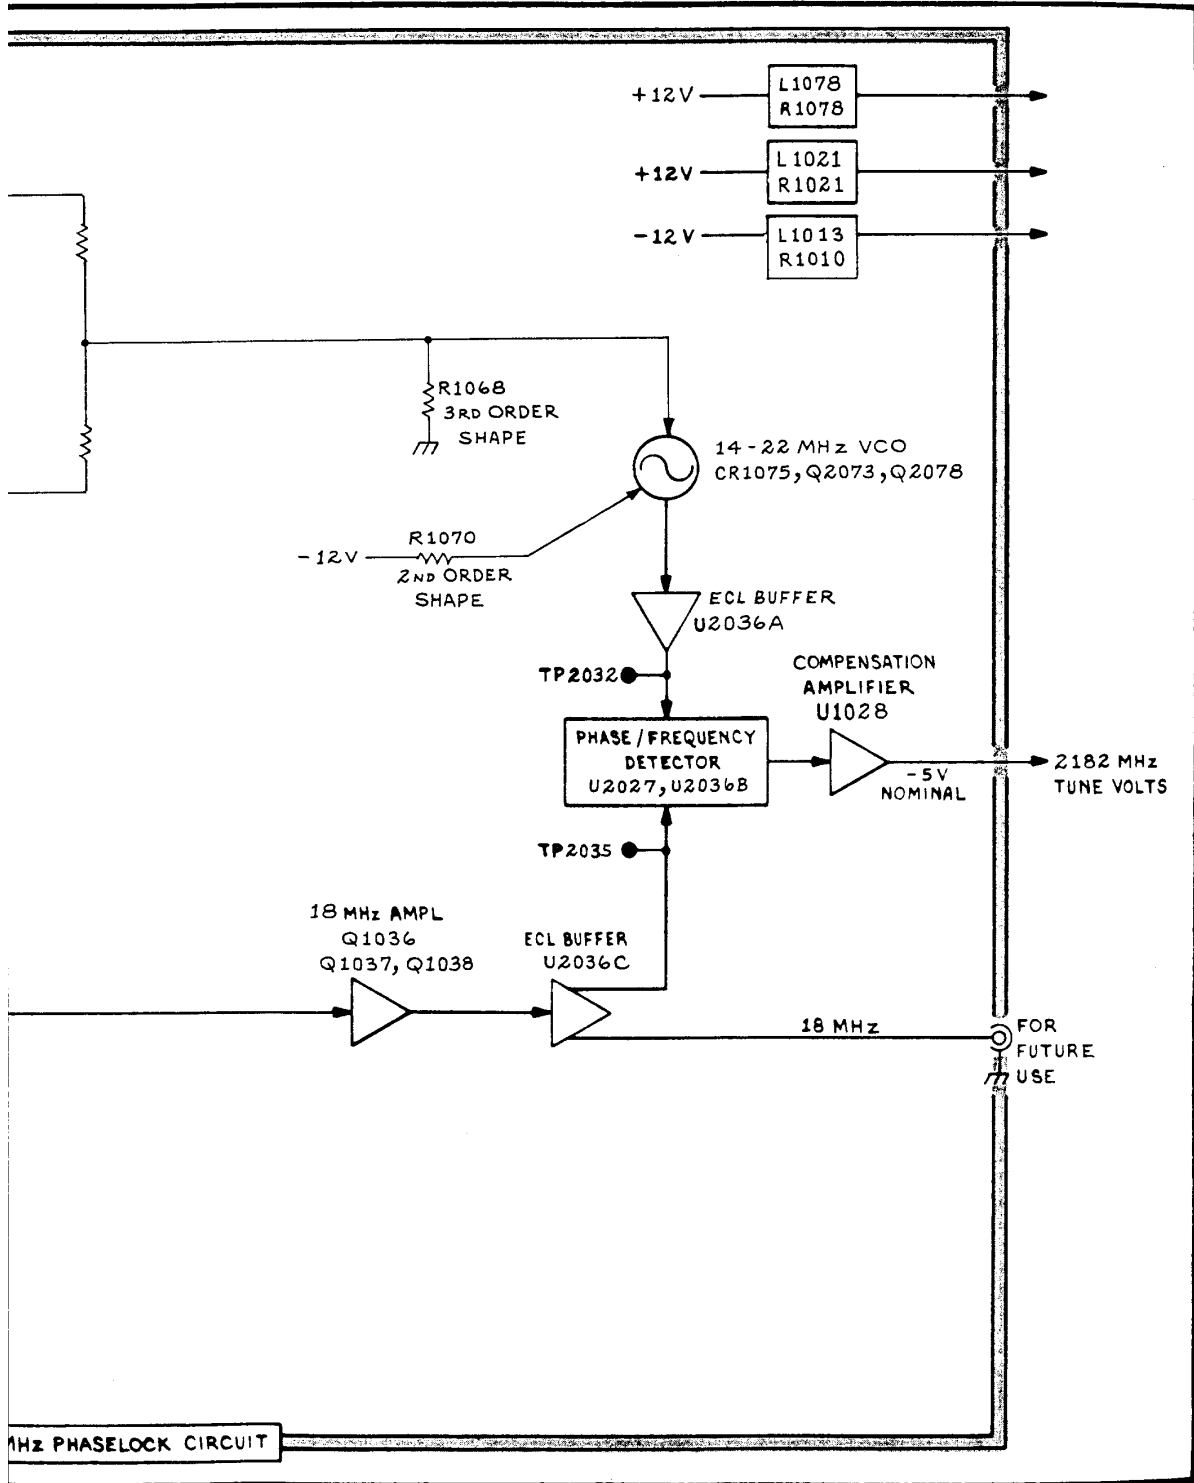 +12V
L1078
R1078
+12V
L1021
R1021
-12V
L1013
R1010
R1068
3RD ORDER
SHAPE
14-22 MHz VCO
CR1075, Q2073, Q2078
R1070
-12V
2ND ORDER
SHAPE
ECL BUFFER
U2036A
TP2032
COMPENSATION
AMPLIFIER
U1028
PHASE/FREQUENCY
DETECTOR
U2027, U2036B
-5V
NOMINAL
2182 MHz
TUNE VOLTS
TP2035
18 MHz AMPL
Q1036
Q1037, Q1038
ECL BUFFER
U2036C
18 MHz
FOR
FUTURE
USE
MHz PHASELOCK CIRCUIT